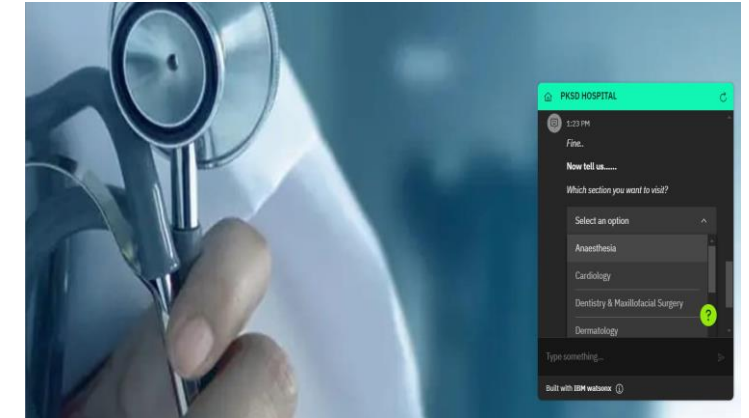 PKSD HOSPITAL
1:23 PM
Fine..
Now tell us......
Which section you want to visit?
Select an option
Anaesthesia
Cardiology
Dentistry & Maxillofacial Surgery
?
Dermatology
Type something...
Built with IBM watsonx